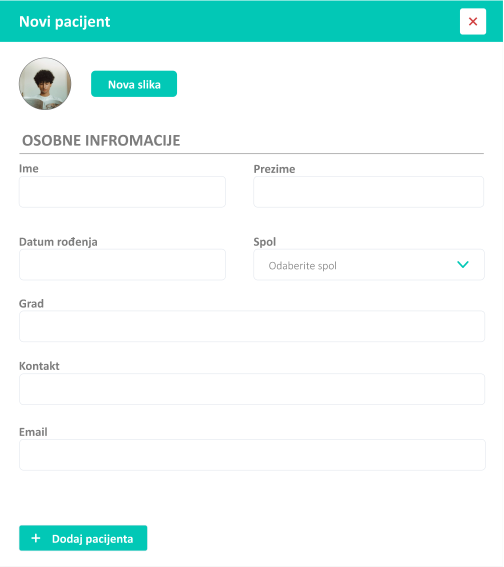 Novi pacijent
Nova slika
OSOBNE INFROMACIJE
Ime
Prezime
Datum rođenja
Spol
Odaberite spol
Grad
Kontakt
Email
+ Dodaj pacijenta